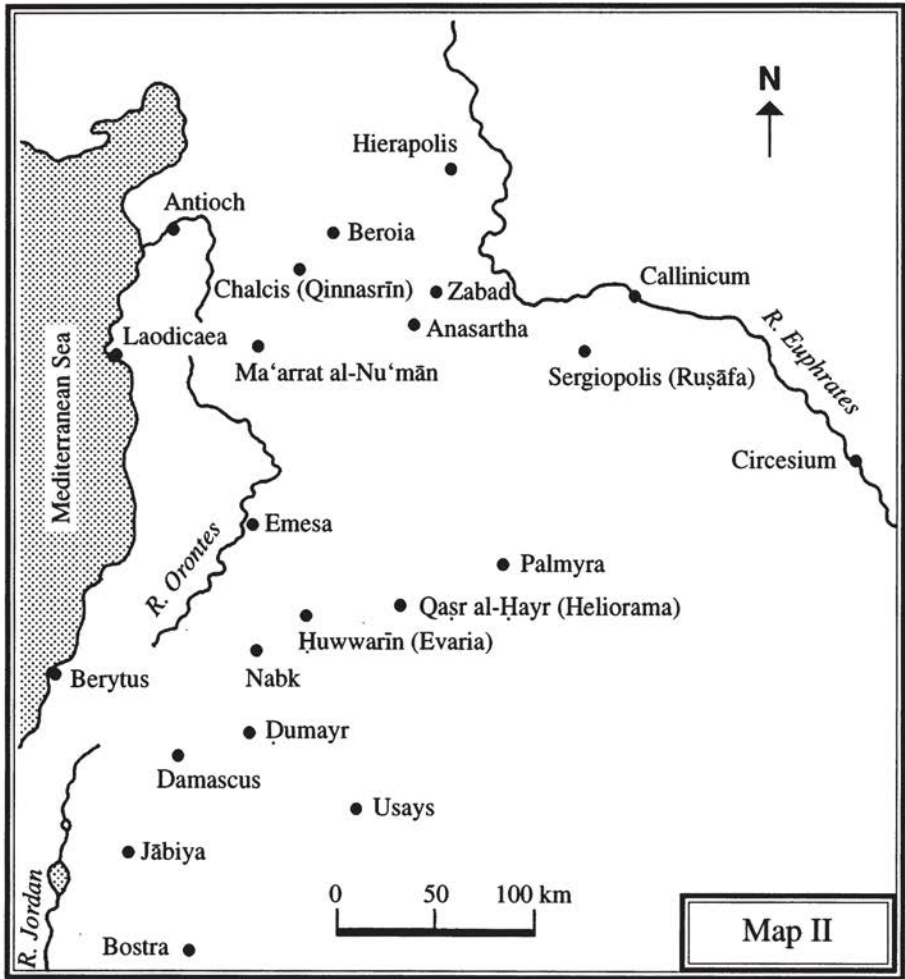 N
Hierapolis
Antioch
Beroia
Chalcis (Qinnasrīn)
Zabad
Callinicum
Anasartha
Laodicaea
Ma‘arrat al-Nu‘mān
Sergiopolis (Ruṣāfa)
R. Euphrates
Mediterranean Sea
Circesium
Emesa
R. Orontes
Palmyra
Qaṣr al-Ḥayr (Heliorama)
Ḥuwwarīn (Evaria)
Nabk
Berytus
Ḍumayr
Damascus
Usays
Jābiya
R. Jordan
0 50 100 km
Bostra
Map II